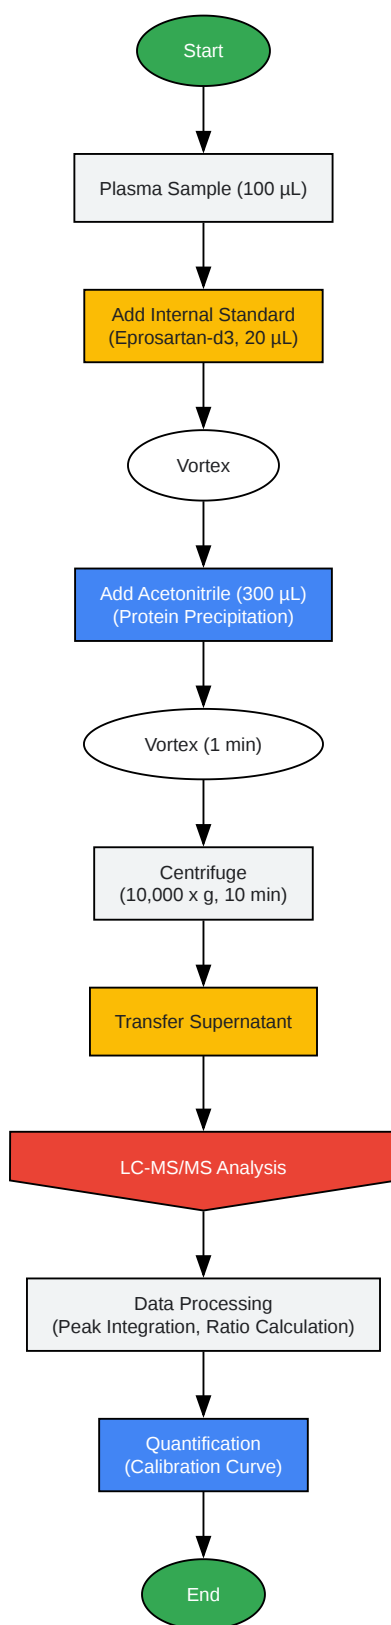 Start
Plasma Sample (100 µL)
Add Internal Standard
(Eprosartan-d3, 20 µL)
Vortex
Add Acetonitrile (300 µL)
(Protein Precipitation)
Vortex (1 min)
Centrifuge
(10,000 x g, 10 min)
Transfer Supernatant
LC-MS/MS Analysis
Data Processing
(Peak Integration, Ratio Calculation)
Quantification
(Calibration Curve)
End